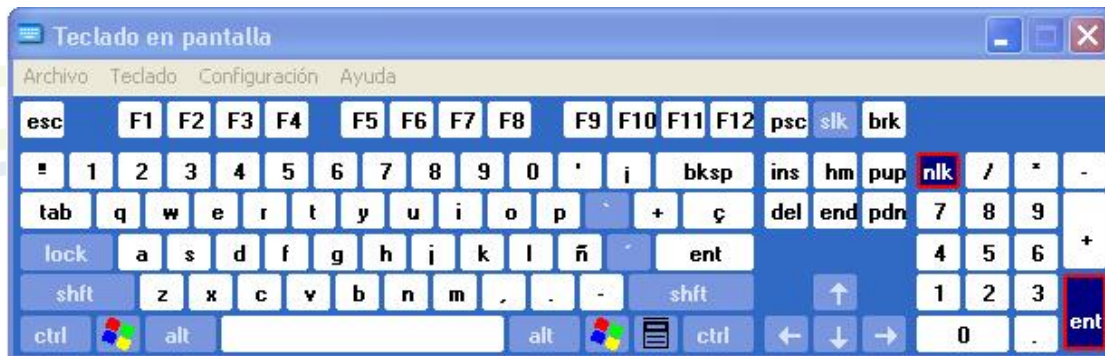 Teclado en pantalla
Archivo Teclado Configuración Ayuda
esc F1 F2 F3 F4 F5 F6 F7 F8 F9 F10 F11 F12 psc slk brk
º 1 2 3 4 5 6 7 8 9 0 ' ¡ bksp ins hm pup nlk / * -
tab q w e r t y u i o p ` + ç del end pdn 7 8 9 +
lock a s d f g h j k l ñ ´ ent 4 5 6
shft z x c v b n m , . - shft ↑ 1 2 3 ent
ctrl alt alt ctrl ← ↓ → 0 .